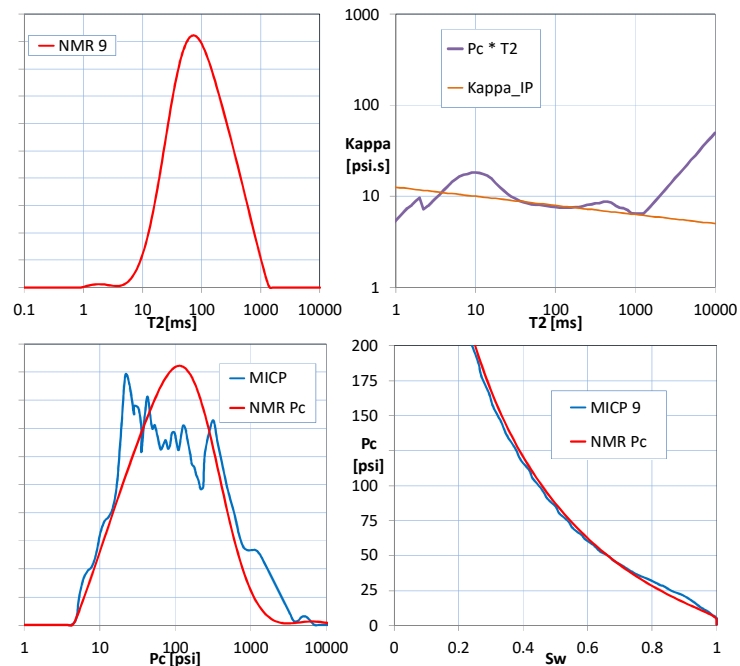 NMR 9
0.1 1 10 100 1000 10000
T2[ms]
10000
1000
100
10
1
Kappa
[psi.s]
Pc * T2
Kappa_IP
1 10 100 1000 10000
T2 [ms]
MICP
NMR Pc
1 10 100 1000 10000
Pc [psi]
200
175
150
125
100
75
50
25
0
Pc
[psi]
MICP 9
NMR Pc
0 0.2 0.4 0.6 0.8 1
Sw